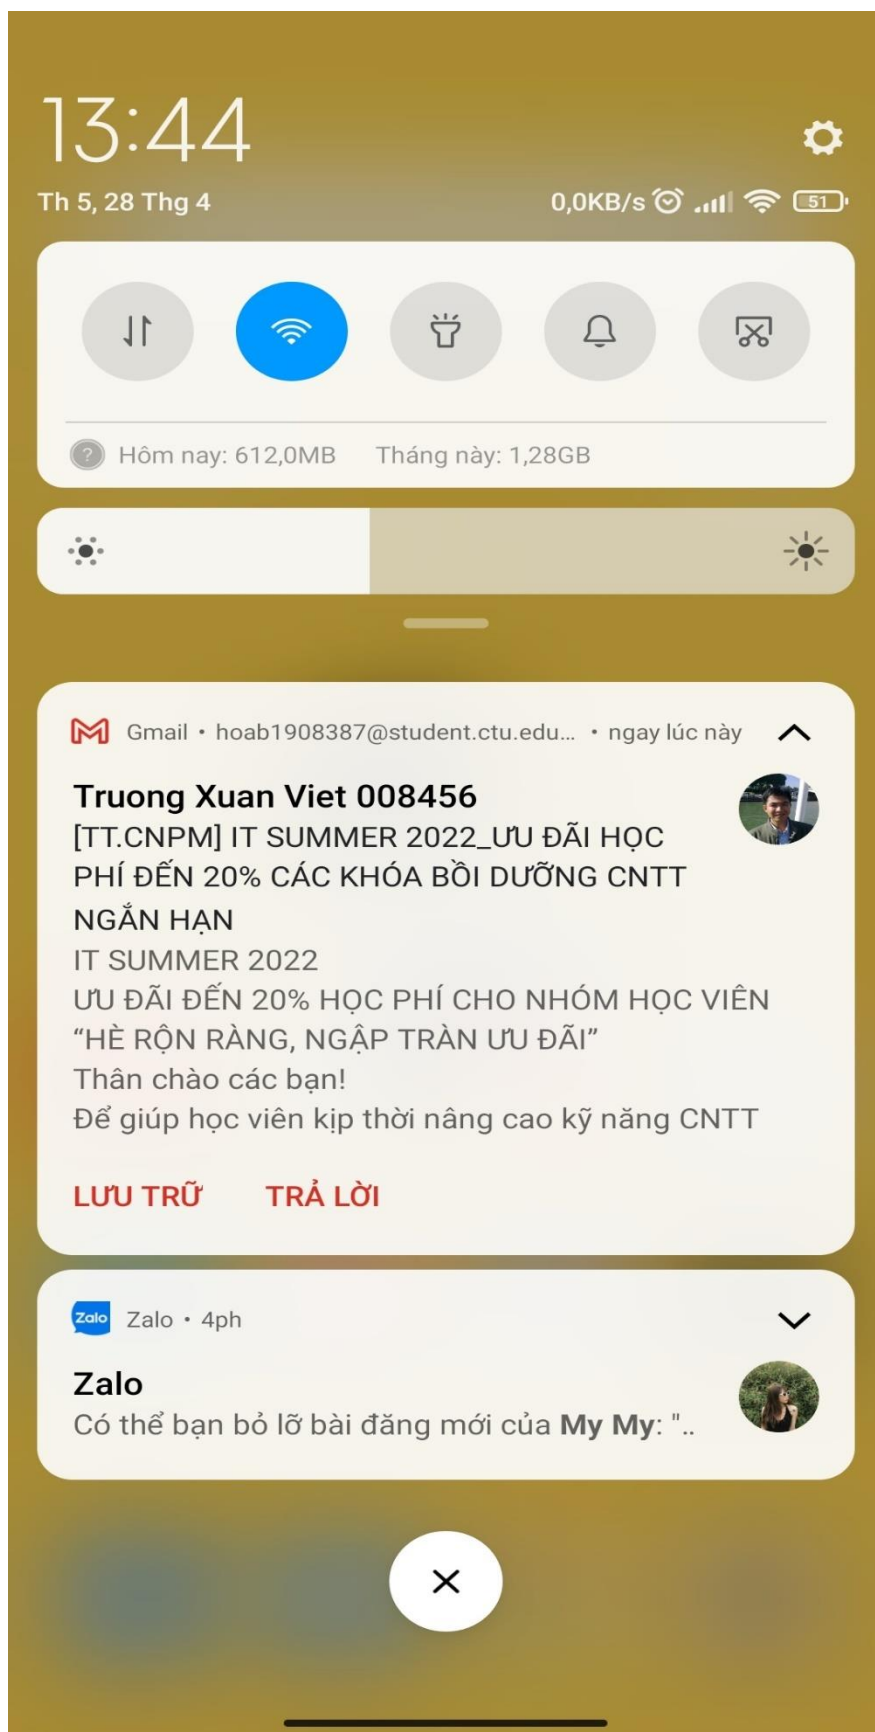 13:44
Th 5, 28 Thg 4
0,0KB/s 51
Hôm nay: 612,0MB Tháng này: 1,28GB
Gmail • hoab1908387@student.ctu.edu... • ngay lúc này
Truong Xuan Viet 008456
[TT.CNPM] IT SUMMER 2022_ƯU ĐÃI HỌC
PHÍ ĐẾN 20% CÁC KHÓA BỒI DƯỠNG CNTT
NGẮN HẠN
IT SUMMER 2022
ƯU ĐÃI ĐẾN 20% HỌC PHÍ CHO NHÓM HỌC VIÊN
“HÈ RỘN RÀNG, NGẬP TRÀN ƯU ĐÃI”
Thân chào các bạn!
Để giúp học viên kịp thời nâng cao kỹ năng CNTT
LƯU TRỮ TRẢ LỜI
Zalo Zalo • 4ph
Zalo
Có thể bạn bỏ lỡ bài đăng mới của My My: "..